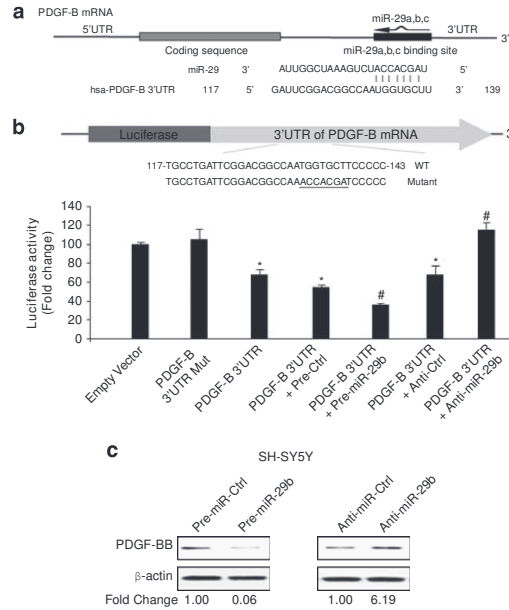 a
PDGF-B mRNA
5'UTR
3'UTR
3'
Coding sequence
miR-29a,b,c
miR-29a,b,c binding site
miR-29 3' AUUGGCUAAAGUCUACCACGAU 5'
hsa-PDGF-B 3'UTR 117 5' GAUUCGGACGGCCAAUGGUGCUU 3' 139
b
Luciferase
3'UTR of PDGF-B mRNA
117-TGCCTGATTCGGACGGCCAATGGTGCTTCCCCC-143 WT
TGCCTGATTCGGACGGCCAAACCACGATCCCCC Mutant
Luciferase activity
(Fold change)
140
120
100
80
60
40
20
0
*
*
#
*
#
Empty Vector
PDGF-B
3'UTR Mut
PDGF-B 3'UTR
PDGF-B 3'UTR
+ Pre-Ctrl
PDGF-B 3'UTR
+ Pre-miR-29b
PDGF-B 3'UTR
+ Anti-Ctrl
PDGF-B 3'UTR
+ Anti-miR-29b
c
SH-SY5Y
Pre-miR-Ctrl
Pre-miR-29b
Anti-miR-Ctrl
Anti-miR-29b
PDGF-BB
β-actin
Fold Change 1.00 0.06 1.00 6.19